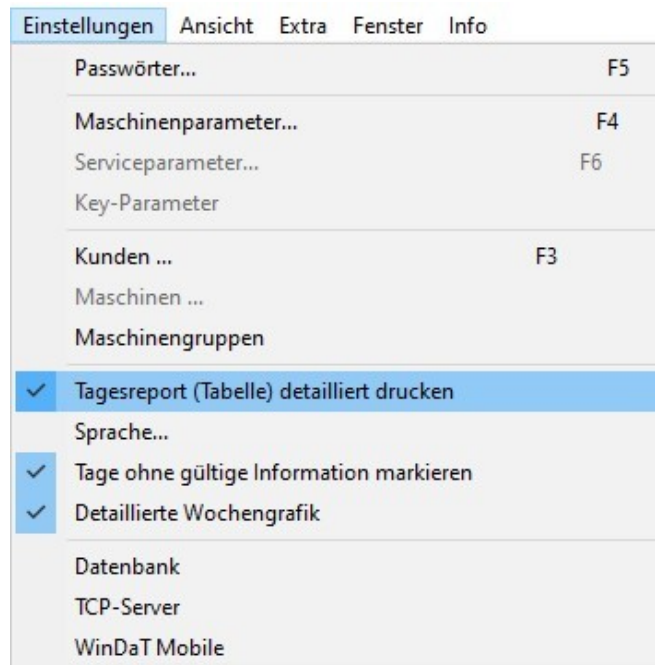 Einstellungen Ansicht Extra Fenster Info
Passwörter... F5
Maschinenparameter... F4
Serviceparameter... F6
Key-Parameter
Kunden ... F3
Maschinen ...
Maschinengruppen
Tagesreport (Tabelle) detailliert drucken
Sprache...
Tage ohne gültige Information markieren
Detaillierte Wochengrafik
Datenbank
TCP-Server
WinDaT Mobile